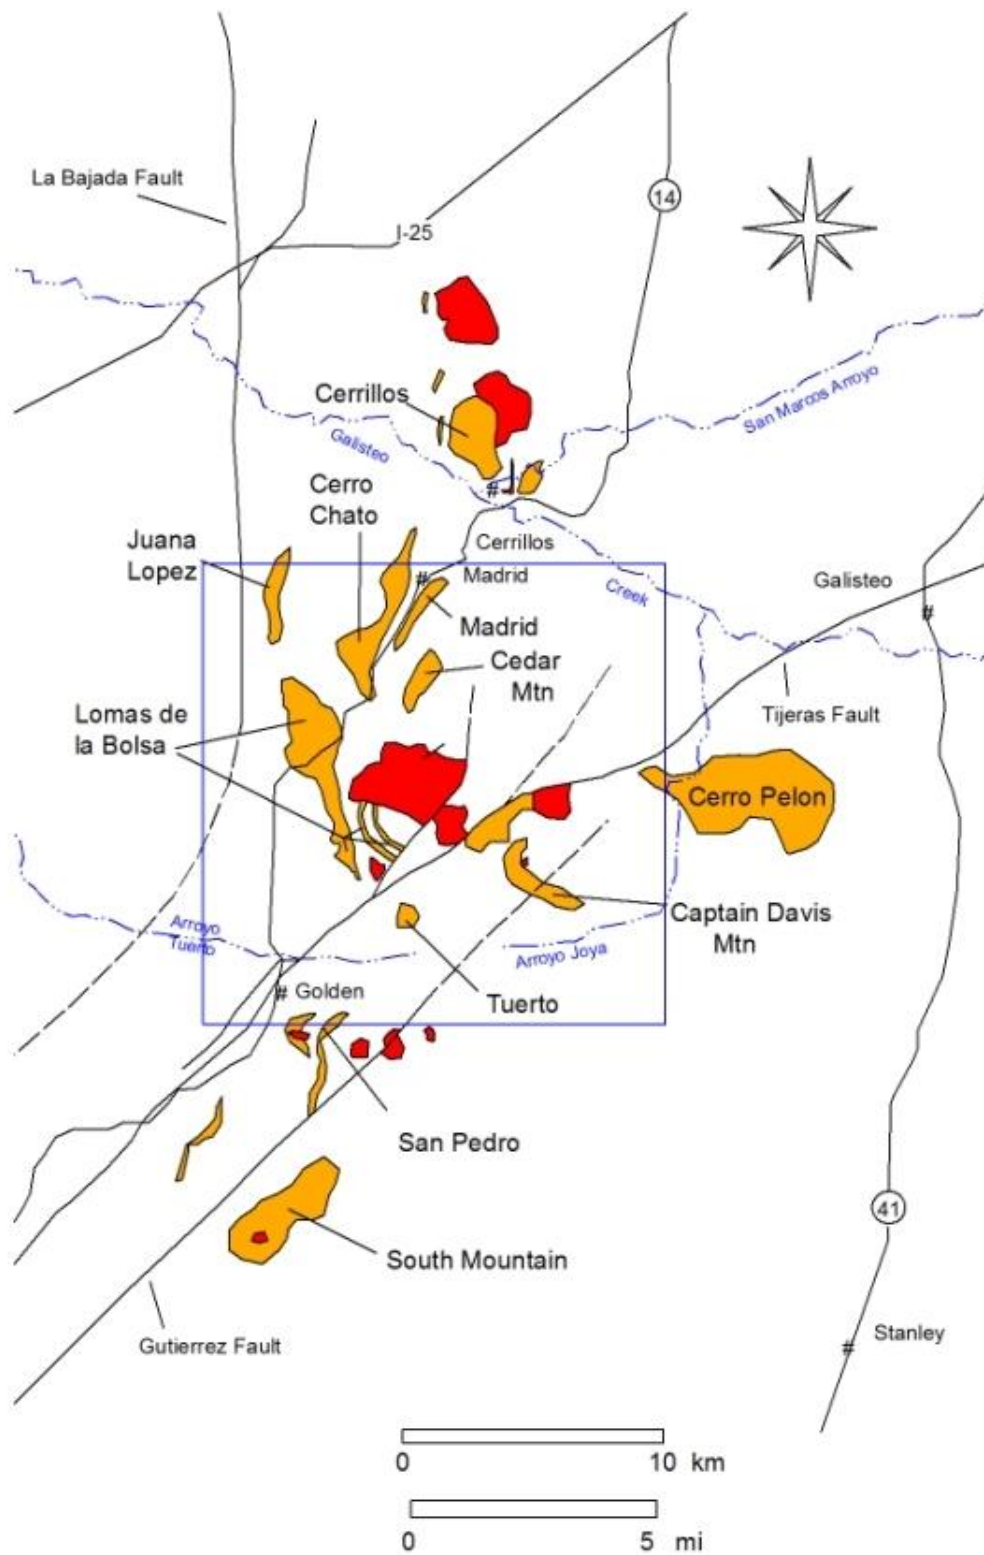 La Bajada Fault
14
I-25
Cerrillos
San Marcos Arroyo
Galisteo
Cerro
Chato
#
Juana
Lopez
Cerrillos
#
Madrid
Galisteo
Creek
#
Madrid
Cedar
Mtn
Lomas de
la Bolsa
Tijeras Fault
Cerro Pelon
Captain Davis
Mtn
Arroyo
Tuerto
Arroyo Joya
# Golden
Tuerto
San Pedro
41
South Mountain
Gutierrez Fault
Stanley
#
0 10 km
0 5 mi